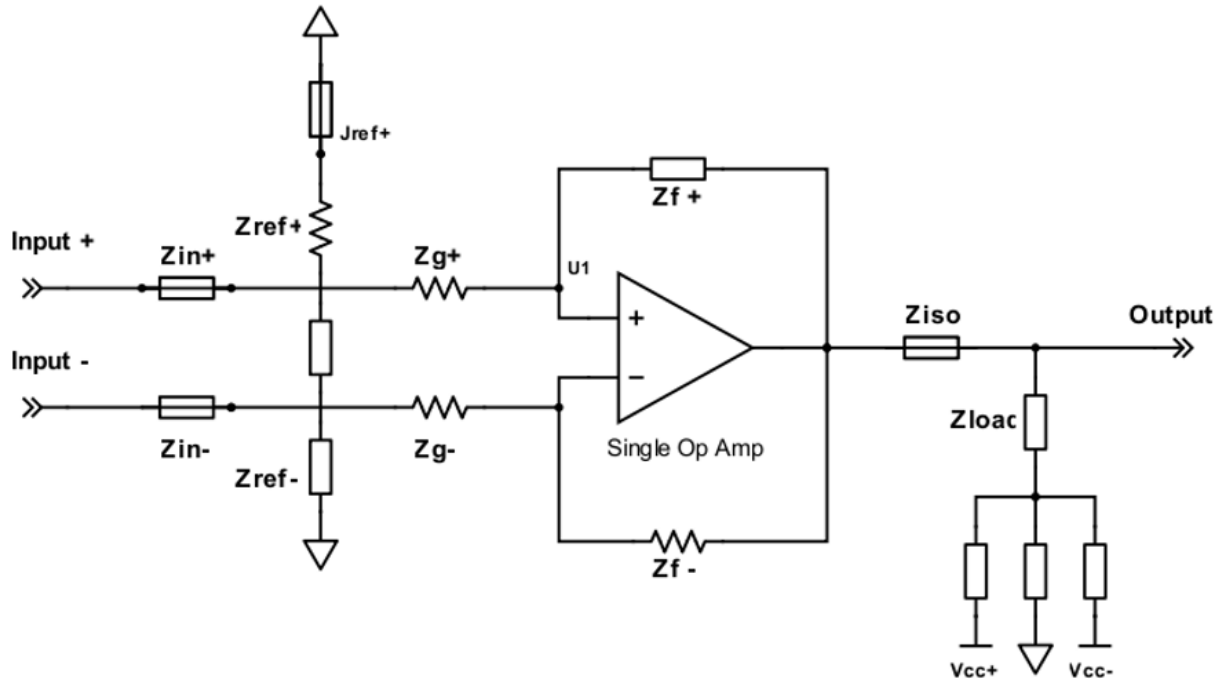 Jref+
Zref+
Input +
Zin+
Zg+
Zf +
U1
+
Ziso
Output
Input -
−
Zin-
Zg-
Single Op Amp
Zloac
Zref-
Zf -
Vcc+
Vcc-